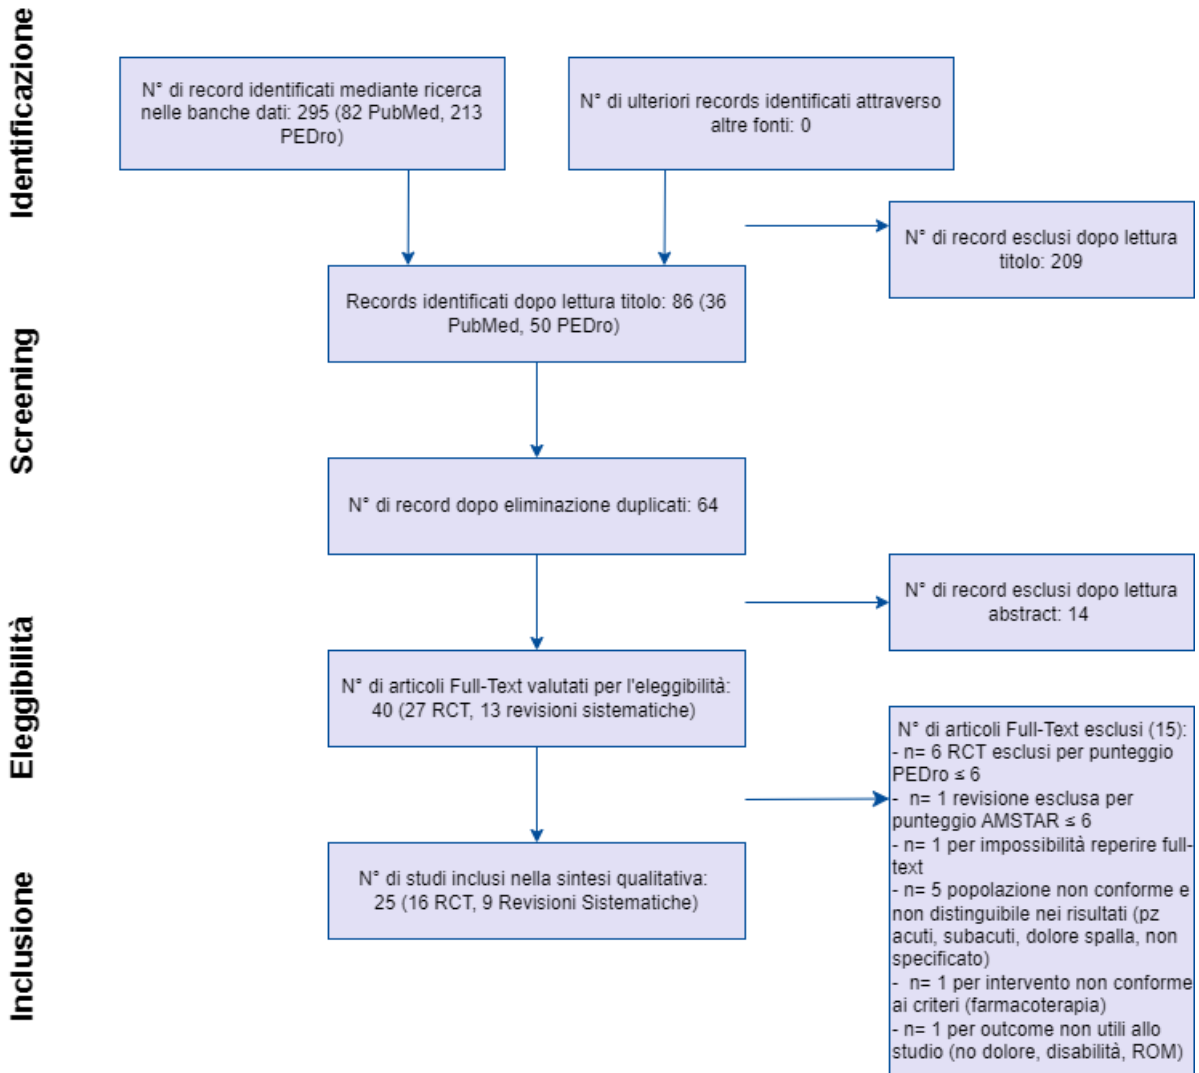 Identificazione
N° di record identificati mediante ricerca
nelle banche dati: 295 (82 PubMed, 213
PEDro)
N° di ulteriori records identificati attraverso
altre fonti: 0
N° di record esclusi dopo lettura
titolo: 209
Screening
Records identificati dopo lettura titolo: 86 (36
PubMed, 50 PEDro)
N° di record dopo eliminazione duplicati: 64
N° di record esclusi dopo lettura
abstract: 14
Eleggibilità
N° di articoli Full-Text valutati per l'eleggibilità:
40 (27 RCT, 13 revisioni sistematiche)
N° di articoli Full-Text esclusi (15):
- n= 6 RCT esclusi per punteggio
PEDro ≤ 6
- n= 1 revisione esclusa per
punteggio AMSTAR ≤ 6
- n= 1 per impossibilità reperire full-
text
- n= 5 popolazione non conforme e
non distinguibile nei risultati (pz
acuti, subacuti, dolore spalla, non
specificato)
- n= 1 per intervento non conforme
ai criteri (farmacoterapia)
- n= 1 per outcome non utili allo
studio (no dolore, disabilità, ROM)
Inclusione
N° di studi inclusi nella sintesi qualitativa:
25 (16 RCT, 9 Revisioni Sistematiche)